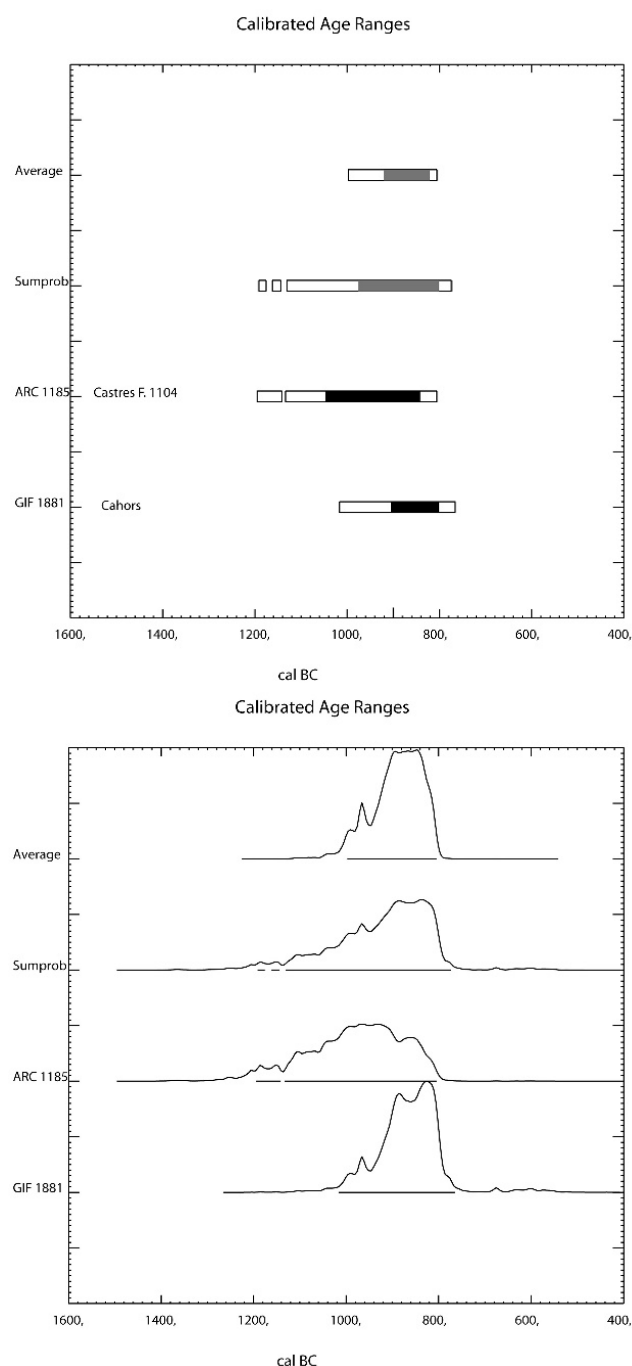 Calibrated Age Ranges
Average
Sumprob
ARC 1185 Castres F. 1104
GIF 1881 Cahors
1600, 1400, 1200, 1000, 800, 600, 400,
cal BC
Calibrated Age Ranges
Average
Sumprob
ARC 1185
GIF 1881
1600, 1400, 1200, 1000, 800, 600, 400,
cal BC